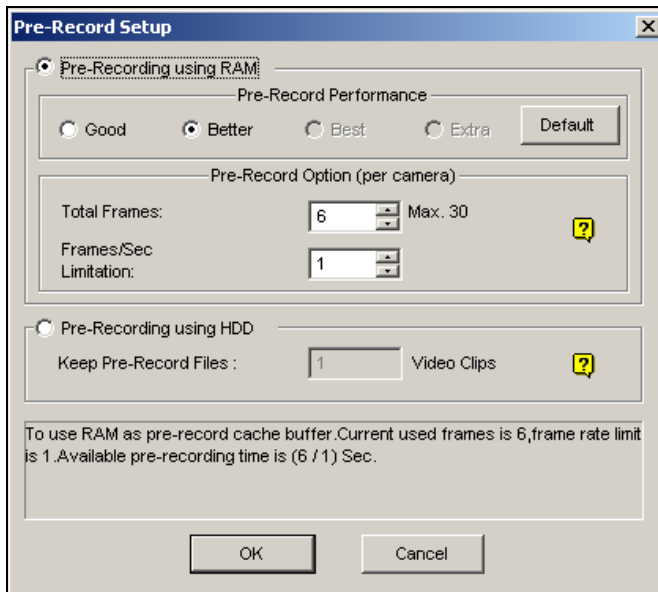 Pre-Record Setup
Pre-Recording using RAM
Pre-Record Performance
Good Better Best Extra Default
Pre-Record Option (per camera)
Total Frames: 6 Max. 30
?
Frames/Sec
Limitation: 1
Pre-Recording using HDD
Keep Pre-Record Files : 1 Video Clips ?
To use RAM as pre-record cache buffer.Current used frames is 6,frame rate limit
is 1.Available pre-recording time is (6 / 1) Sec.
OK Cancel